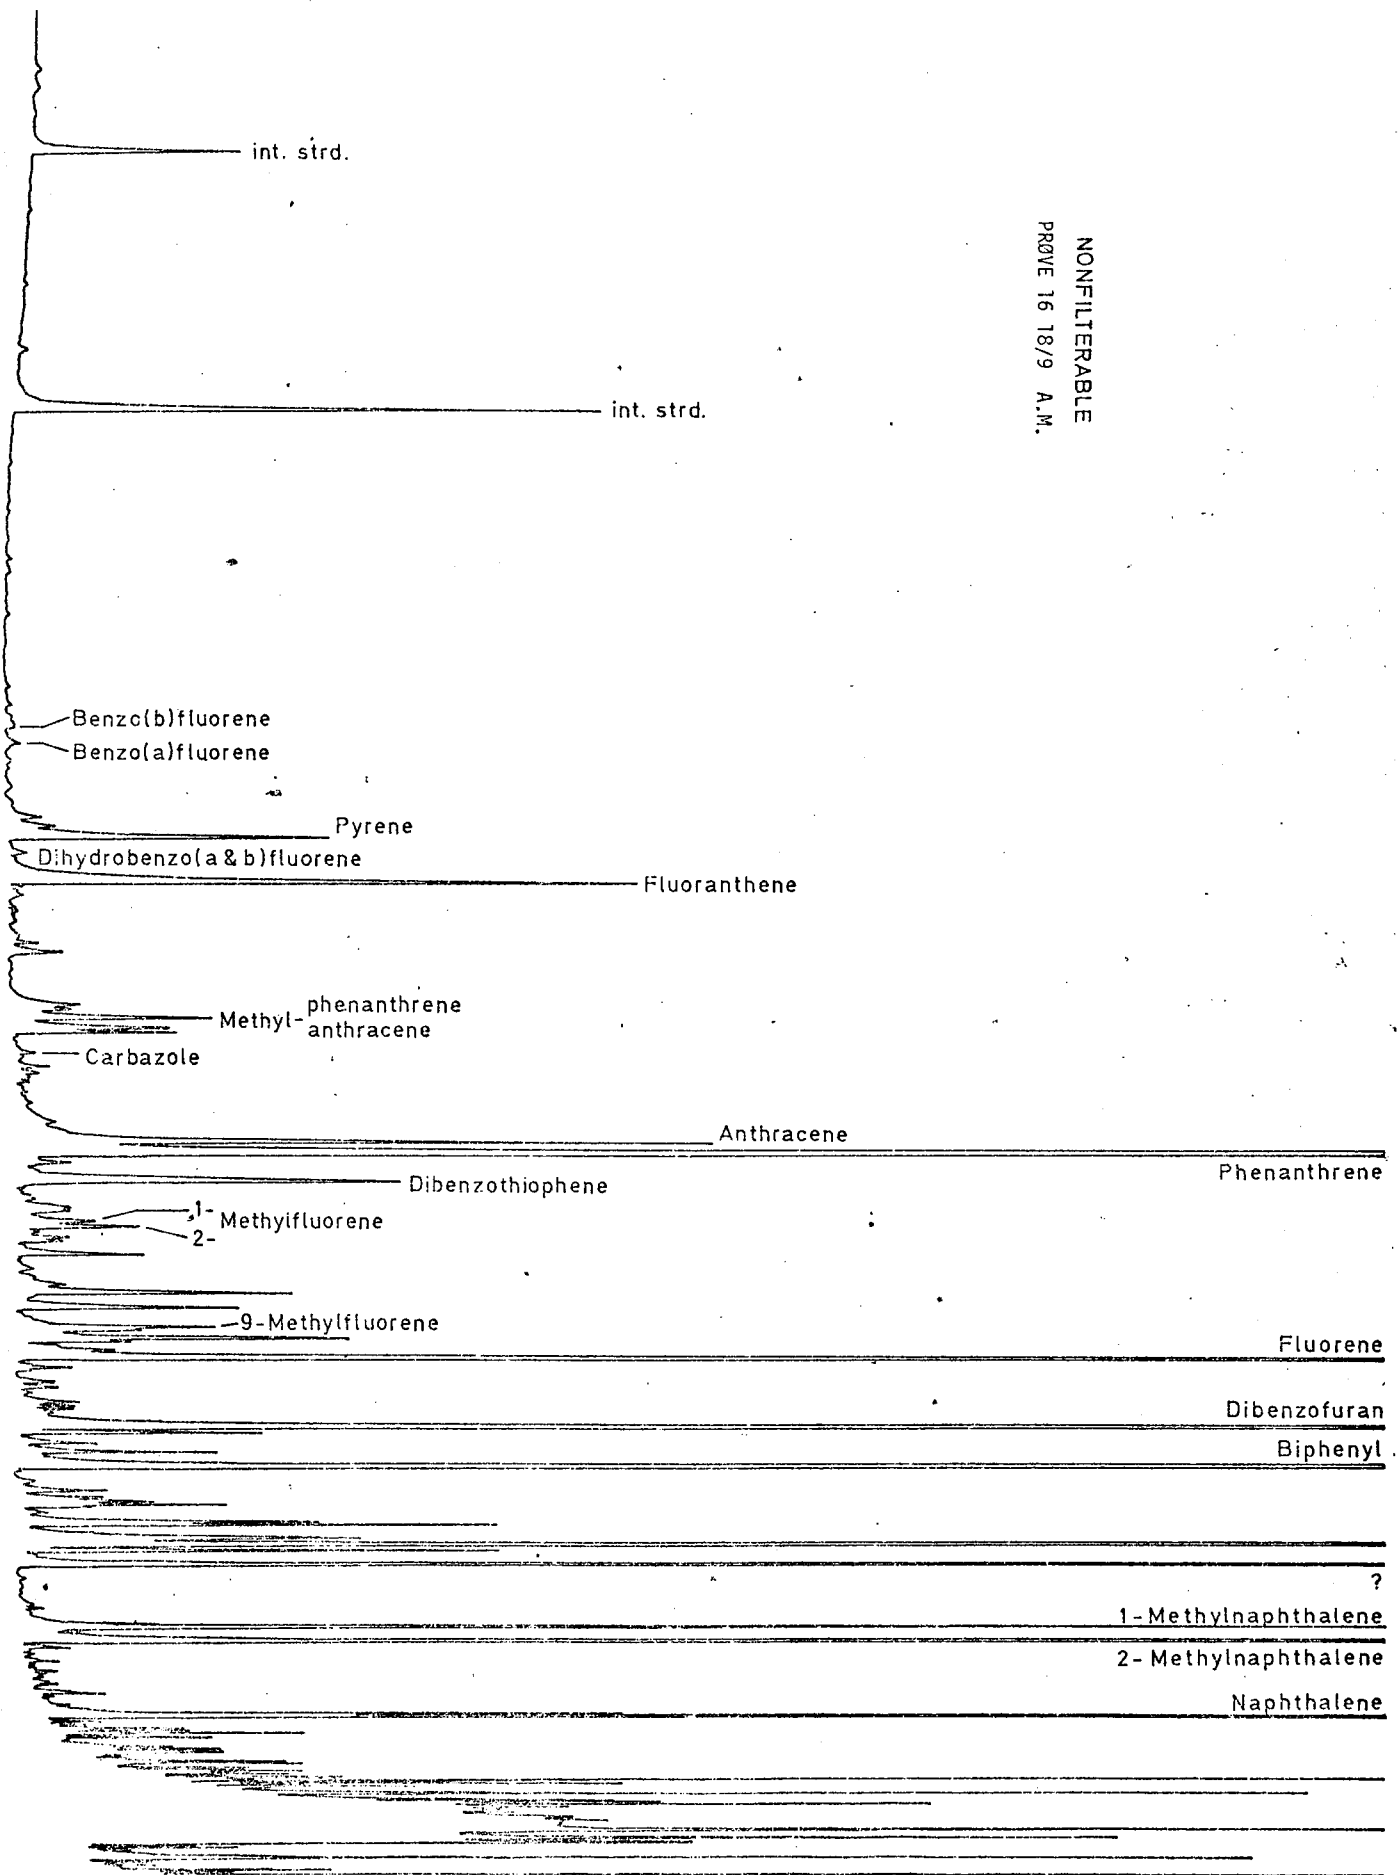 int. strd.
NONFILTERABLE
PRØVE 16 18/9 A.M.
int. strd.
Benzo(b)fluorene
Benzo(a)fluorene
Pyrene
Dihydrobenzo(a & b)fluorene
Fluoranthene
Methyl- phenanthrene
anthracene
Carbazole
Anthracene
Phenanthrene
Dibenzothiophene
1-
Methylfluorene
2-
9-Methylfluorene
Fluorene
Dibenzofuran
Biphenyl
?
1-Methylnaphthalene
2-Methylnaphthalene
Naphthalene